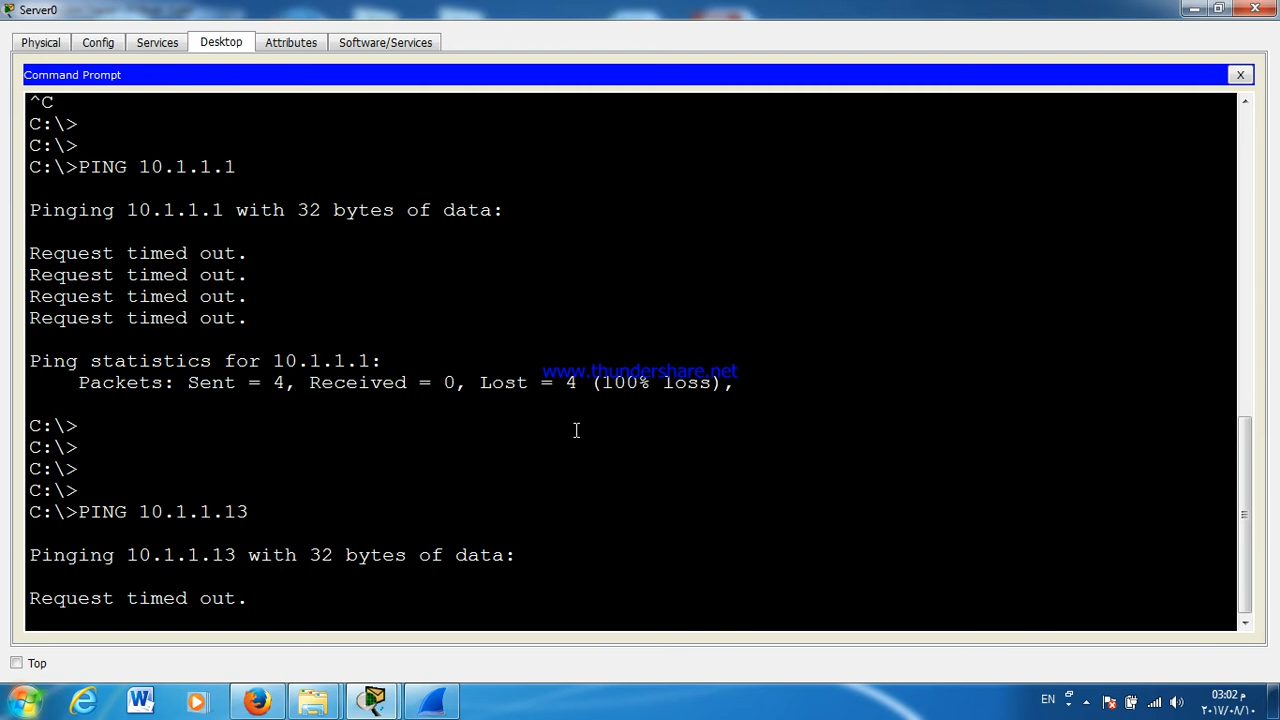 Server0
Physical
Config
Services
Desktop
Attributes
Software/Services
Command Prompt
X
^C
C:\>
C:\>
C:\>PING 10.1.1.1
Pinging 10.1.1.1 with 32 bytes of data:
Request timed out.
Request timed out.
Request timed out.
Request timed out.
Ping statistics for 10.1.1.1:
www.thundershare.net
Packets: Sent = 4, Received = 0, Lost = 4 (100% loss),
C:\>
C:\>
C:\>
C:\>
C:\>PING 10.1.1.13
Pinging 10.1.1.13 with 32 bytes of data:
Request timed out.
Top
EN
03:02 م
٢٠١٧/٠٨/١٠